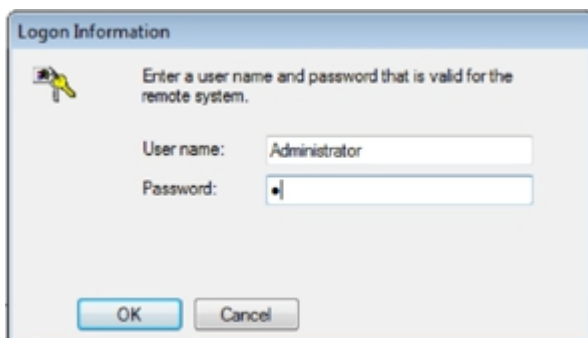 Logon Information
Enter a user name and password that is valid for the
remote system.
User name:
Administrator
Password:
●
OK
Cancel